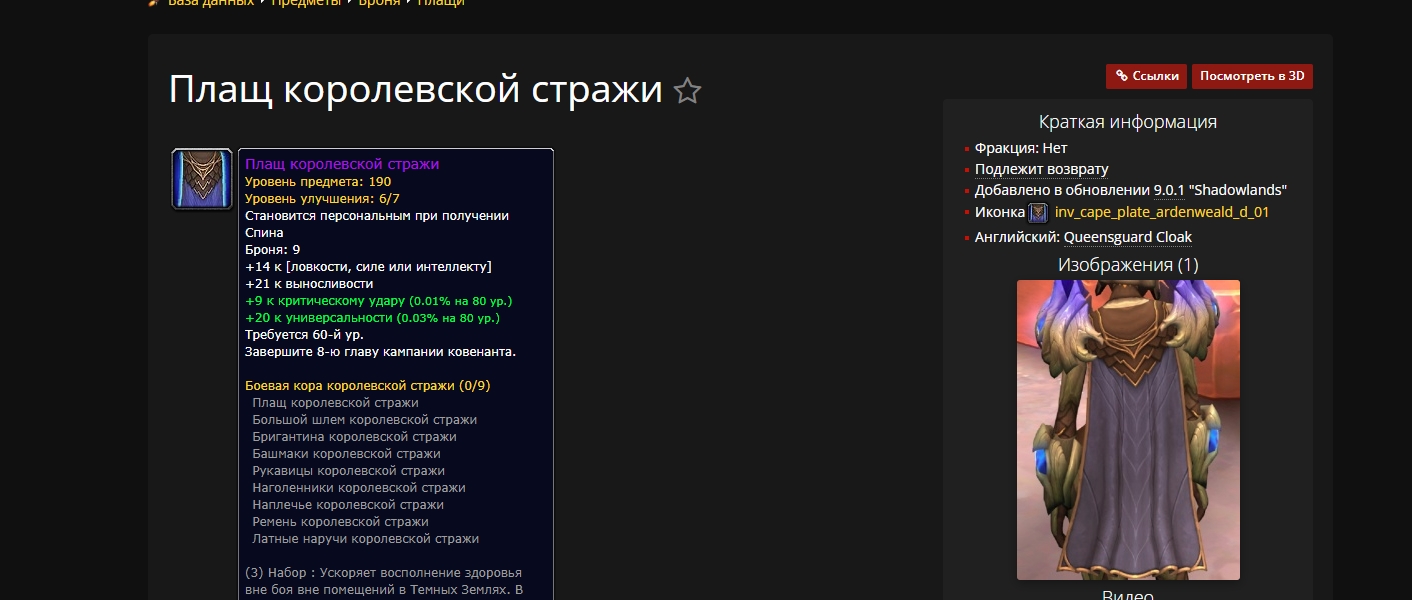 База данных Предметы Броня Плащи
Плащ королевской стражи
Ссылки
Посмотреть в 3D
Плащ королевской стражи
Уровень предмета: 190
Уровень улучшения: 6/7
Становится персональным при получении
Спина
Броня: 9
+14 к [ловкости, силе или интеллекту]
+21 к выносливости
+9 к критическому удару (0.01% на 80 ур.)
+20 к универсальности (0.03% на 80 ур.)
Требуется 60-й ур.
Завершите 8-ю главу кампании ковенанта.
Боевая кора королевской стражи (0/9)
Плащ королевской стражи
Большой шлем королевской стражи
Бригантина королевской стражи
Башмаки королевской стражи
Рукавицы королевской стражи
Наголенники королевской стражи
Наплечье королевской стражи
Ремень королевской стражи
Латные наручи королевской стражи
(3) Набор : Ускоряет восполнение здоровья
вне боя вне помещений в Темных Землях. В
Краткая информация
Фракция: Нет
Подлежит возврату
Добавлено в обновлении 9.0.1 "Shadowlands"
Иконка inv_cape_plate_ardenweald_d_01
Английский: Queensguard Cloak
Изображения (1)
Видео